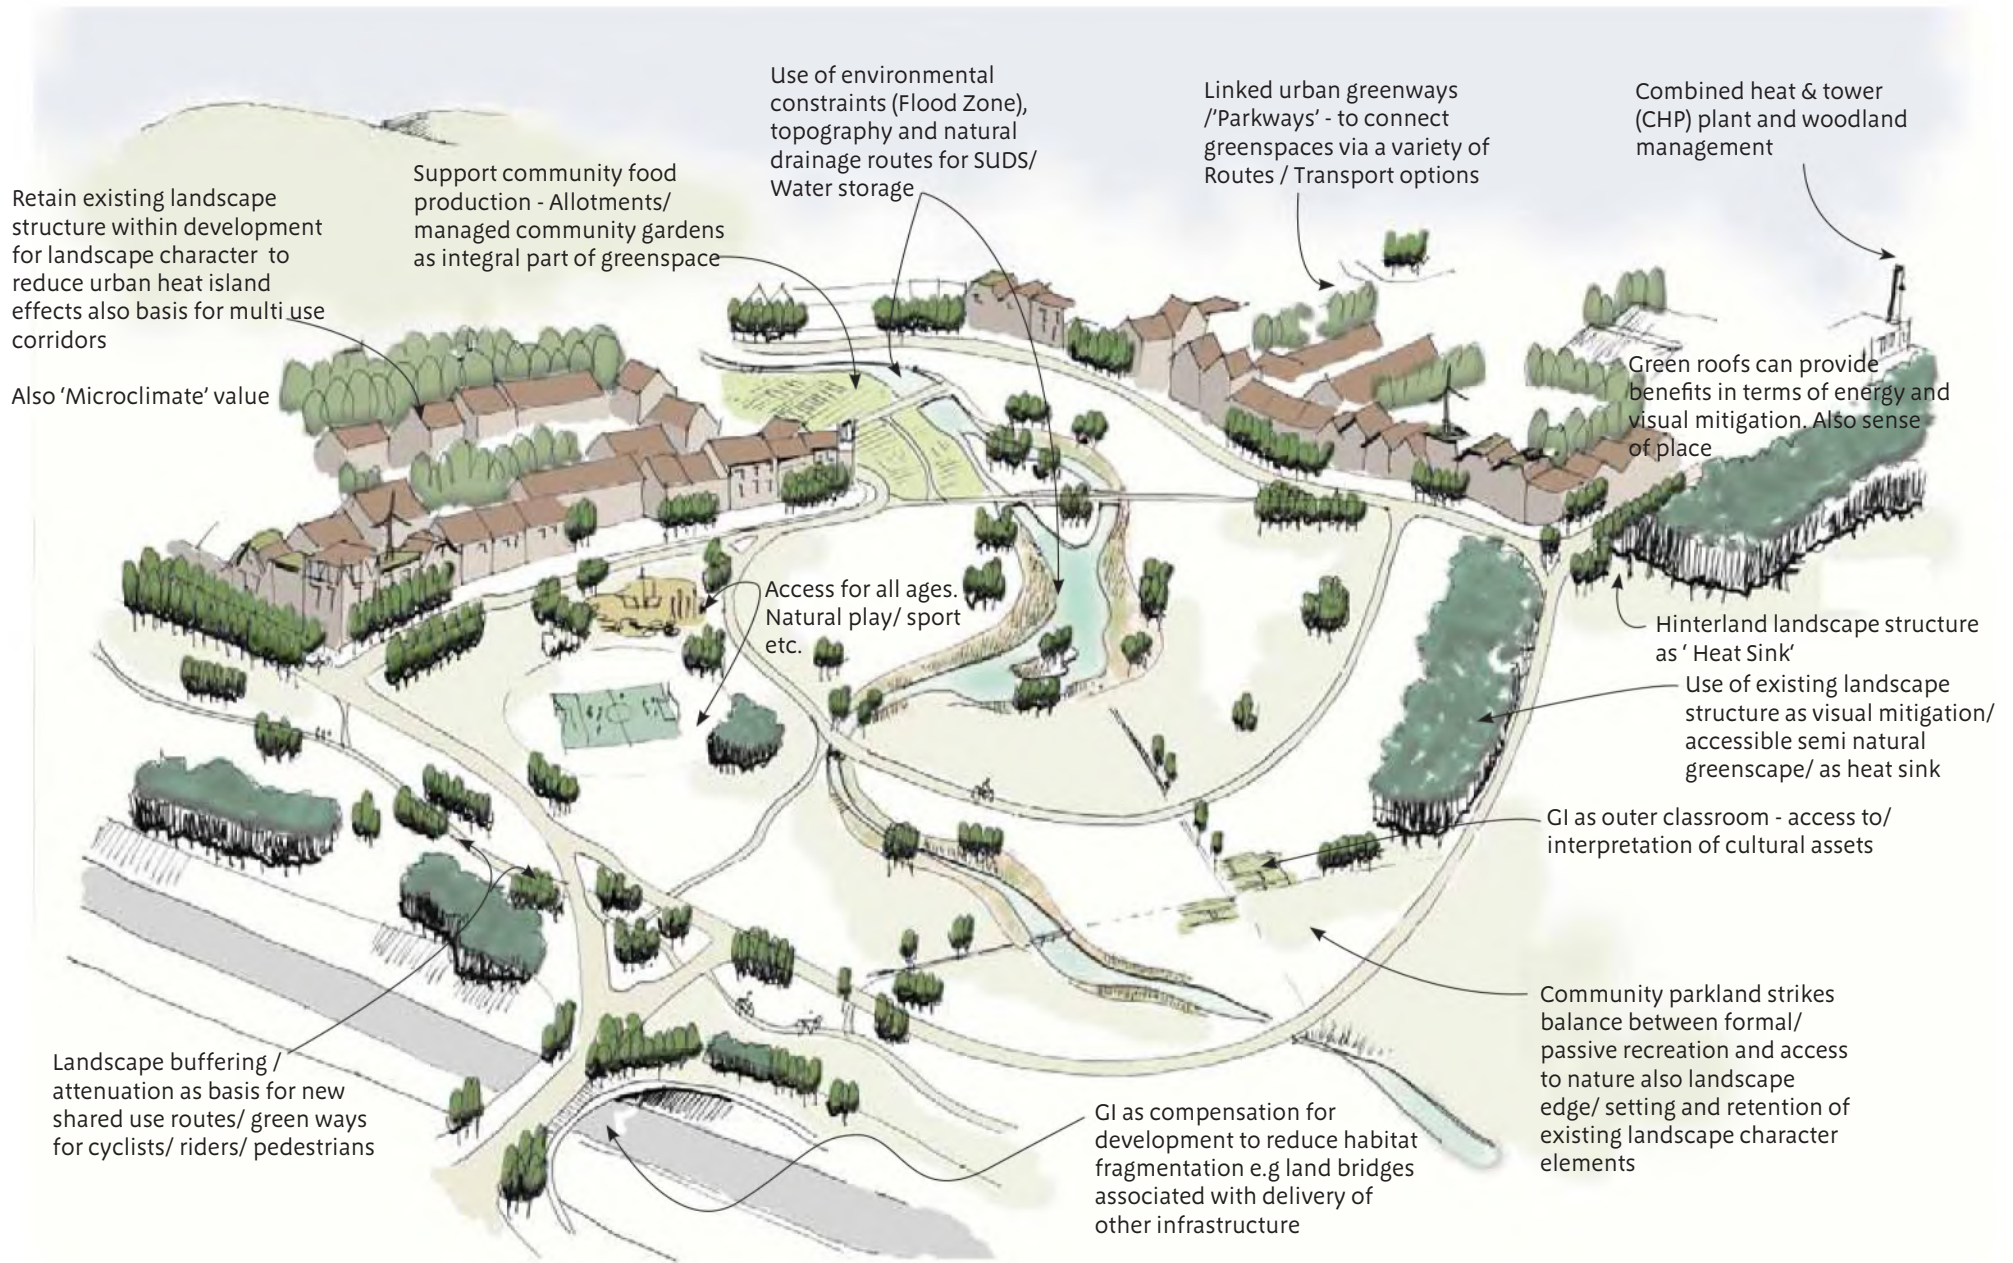 Use of environmental
constraints (Flood Zone),
topography and natural
drainage routes for SUDS/
Water storage
Linked urban greenways
/’Parkways’ - to connect
greenspaces via a variety of
Routes / Transport options
Combined heat & tower
(CHP) plant and woodland
management
Support community food
production - Allotments/
managed community gardens
as integral part of greenspace
Retain existing landscape
structure within development
for landscape character to
reduce urban heat island
effects also basis for multi use
corridors
Also ‘Microclimate’ value
Green roofs can provide
benefits in terms of energy and
visual mitigation. Also sense
of place
Access for all ages.
Natural play/ sport
etc.
Hinterland landscape structure
as ‘ Heat Sink’
Use of existing landscape
structure as visual mitigation/
accessible semi natural
greenscape/ as heat sink
GI as outer classroom - access to/
interpretation of cultural assets
Community parkland strikes
balance between formal/
passive recreation and access
to nature also landscape
edge/ setting and retention of
existing landscape character
elements
Landscape buffering /
attenuation as basis for new
shared use routes/ green ways
for cyclists/ riders/ pedestrians
GI as compensation for
development to reduce habitat
fragmentation e.g land bridges
associated with delivery of
other infrastructure